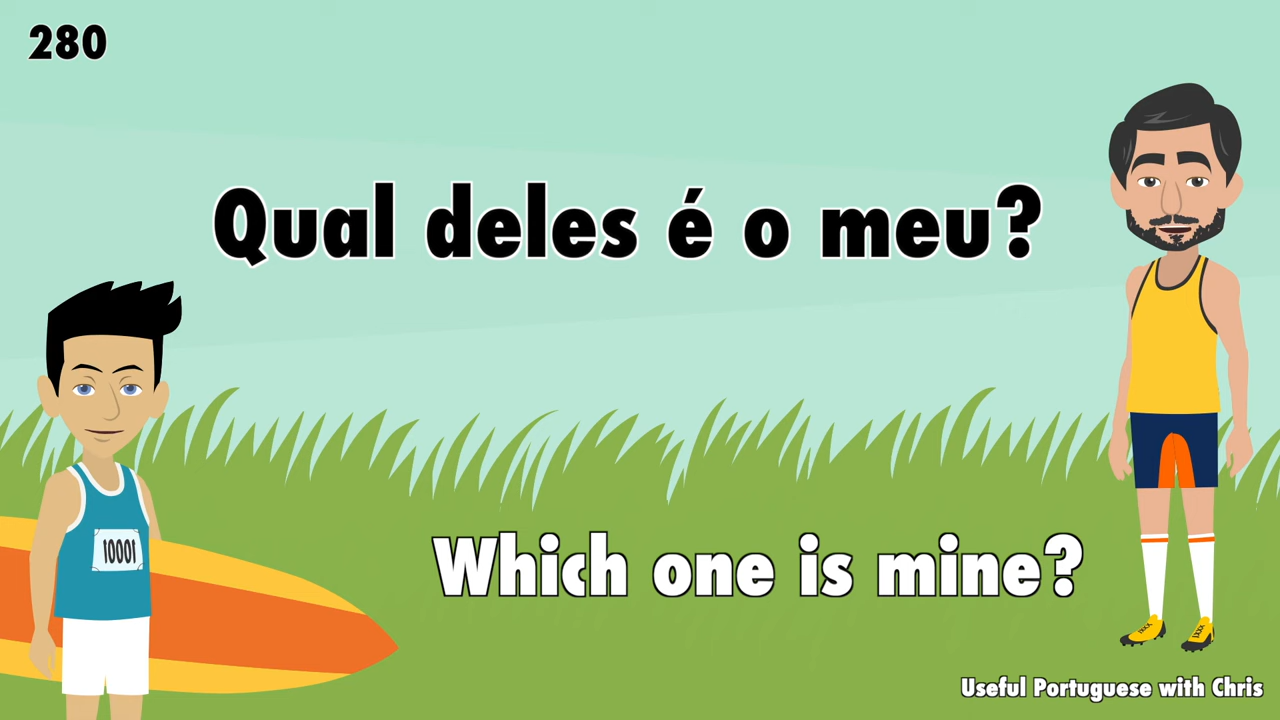 280
Qual deles é o meu?
10001
Which one is mine?
Useful Portuguese with Chris